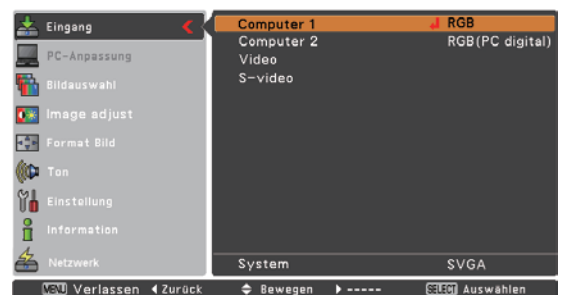 Eingang
PC-Anpassung
Bildauswahl
Image adjust
Format Bild
Ton
Einstellung
Information
Netzwerk
Computer 1 RGB
Computer 2 RGB(PC digital)
Video
S-video
System SVGA
MENU Verlassen Zurück Bewegen ----- SELECT Auswählen